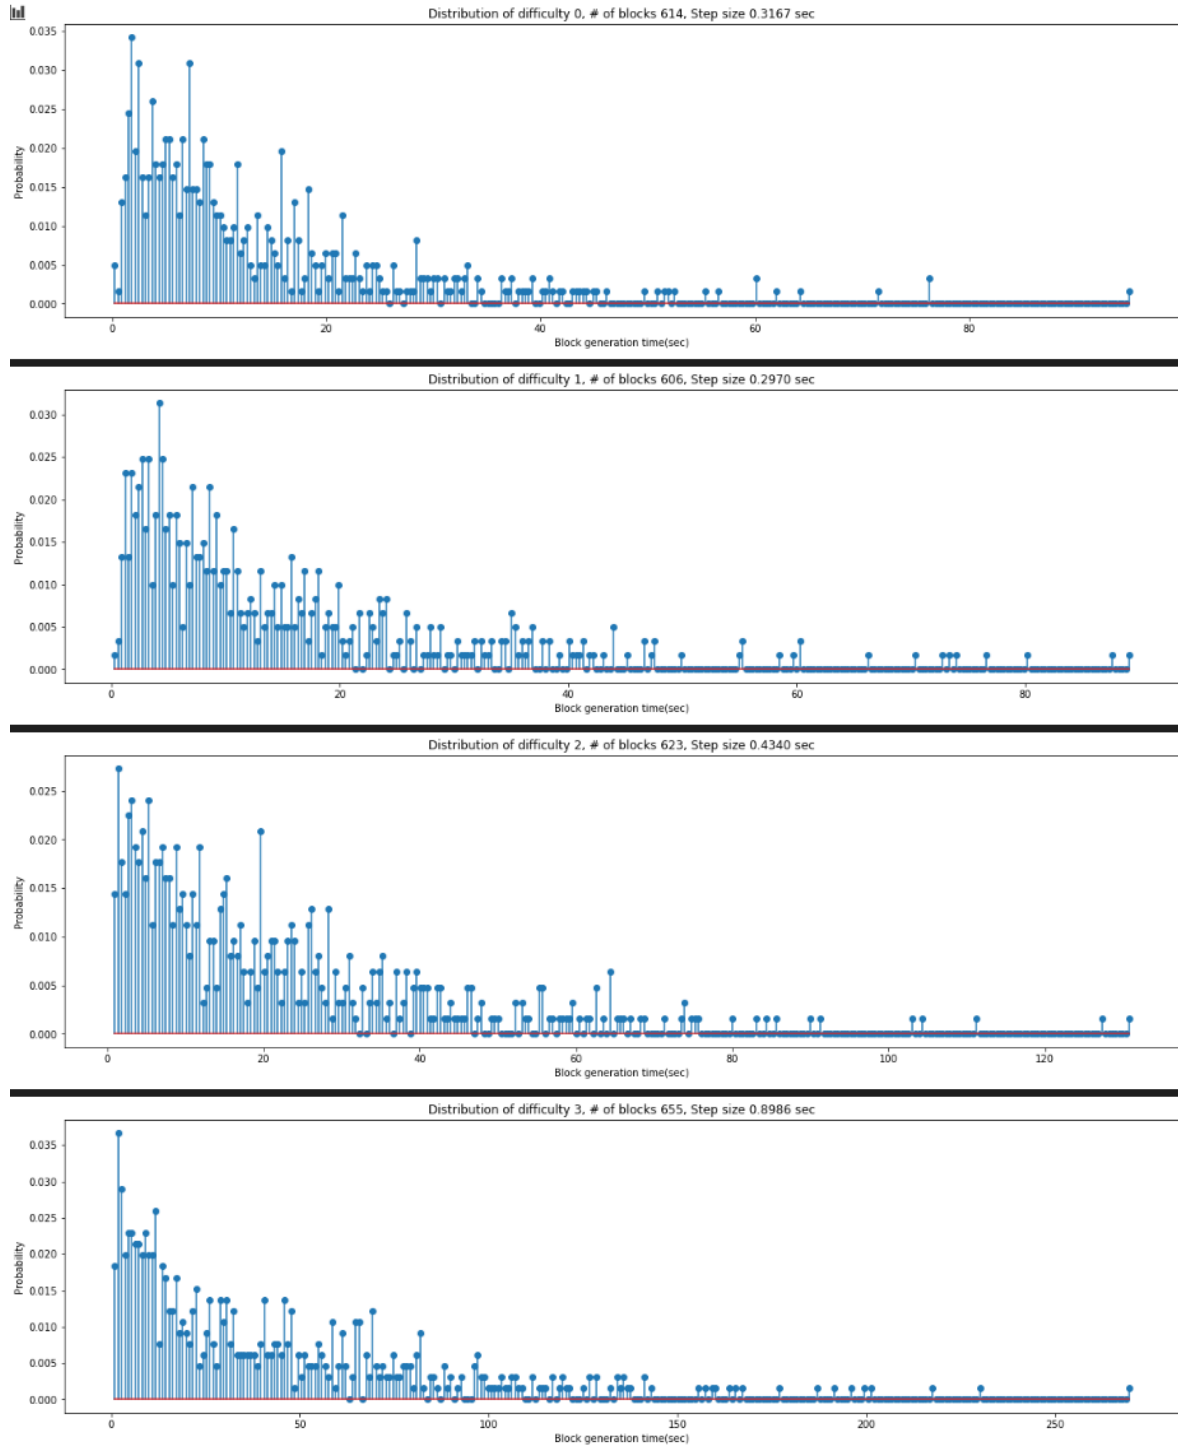 Distribution of difficulty 0, # of blocks 614, Step size 0.3167 sec
0.035
0.030
0.025
0.020
0.015
0.010
0.005
0.000
Probability
0 20 40 60 80
Block generation time(sec)
Distribution of difficulty 1, # of blocks 606, Step size 0.2970 sec
0.030
0.025
0.020
0.015
0.010
0.005
0.000
Probability
0 20 40 60 80
Block generation time(sec)
Distribution of difficulty 2, # of blocks 623, Step size 0.4340 sec
0.025
0.020
0.015
0.010
0.005
0.000
Probability
0 20 40 60 80 100 120
Block generation time(sec)
Distribution of difficulty 3, # of blocks 655, Step size 0.8986 sec
0.035
0.030
0.025
0.020
0.015
0.010
0.005
0.000
Probability
0 50 100 150 200 250
Block generation time(sec)